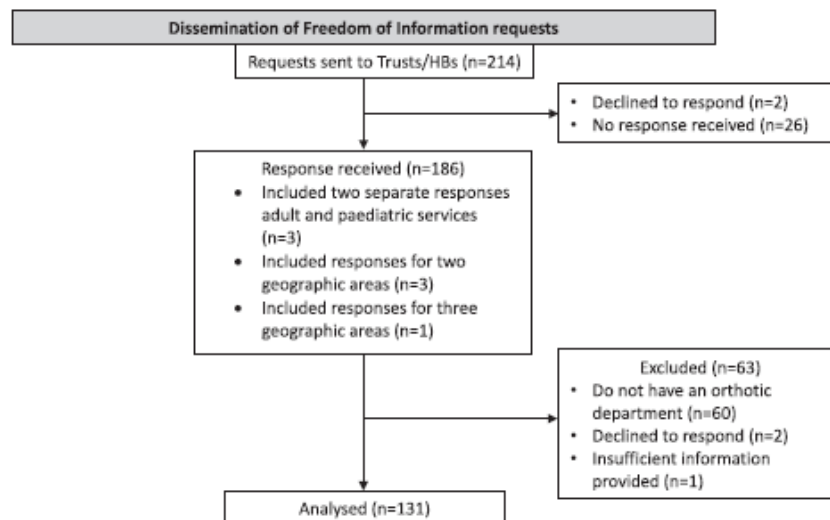 Dissemination of Freedom of Information requests
Requests sent to Trusts/HBs (n=214)
• Declined to respond (n=2)
• No response received (n=26)
Response received (n=186)
• Included two separate responses
adult and paediatric services
(n=3)
• Included responses for two
geographic areas (n=3)
• Included responses for three
geographic areas (n=1)
Excluded (n=63)
• Do not have an orthotic
department (n=60)
• Declined to respond (n=2)
• Insufficient information
provided (n=1)
Analysed (n=131)